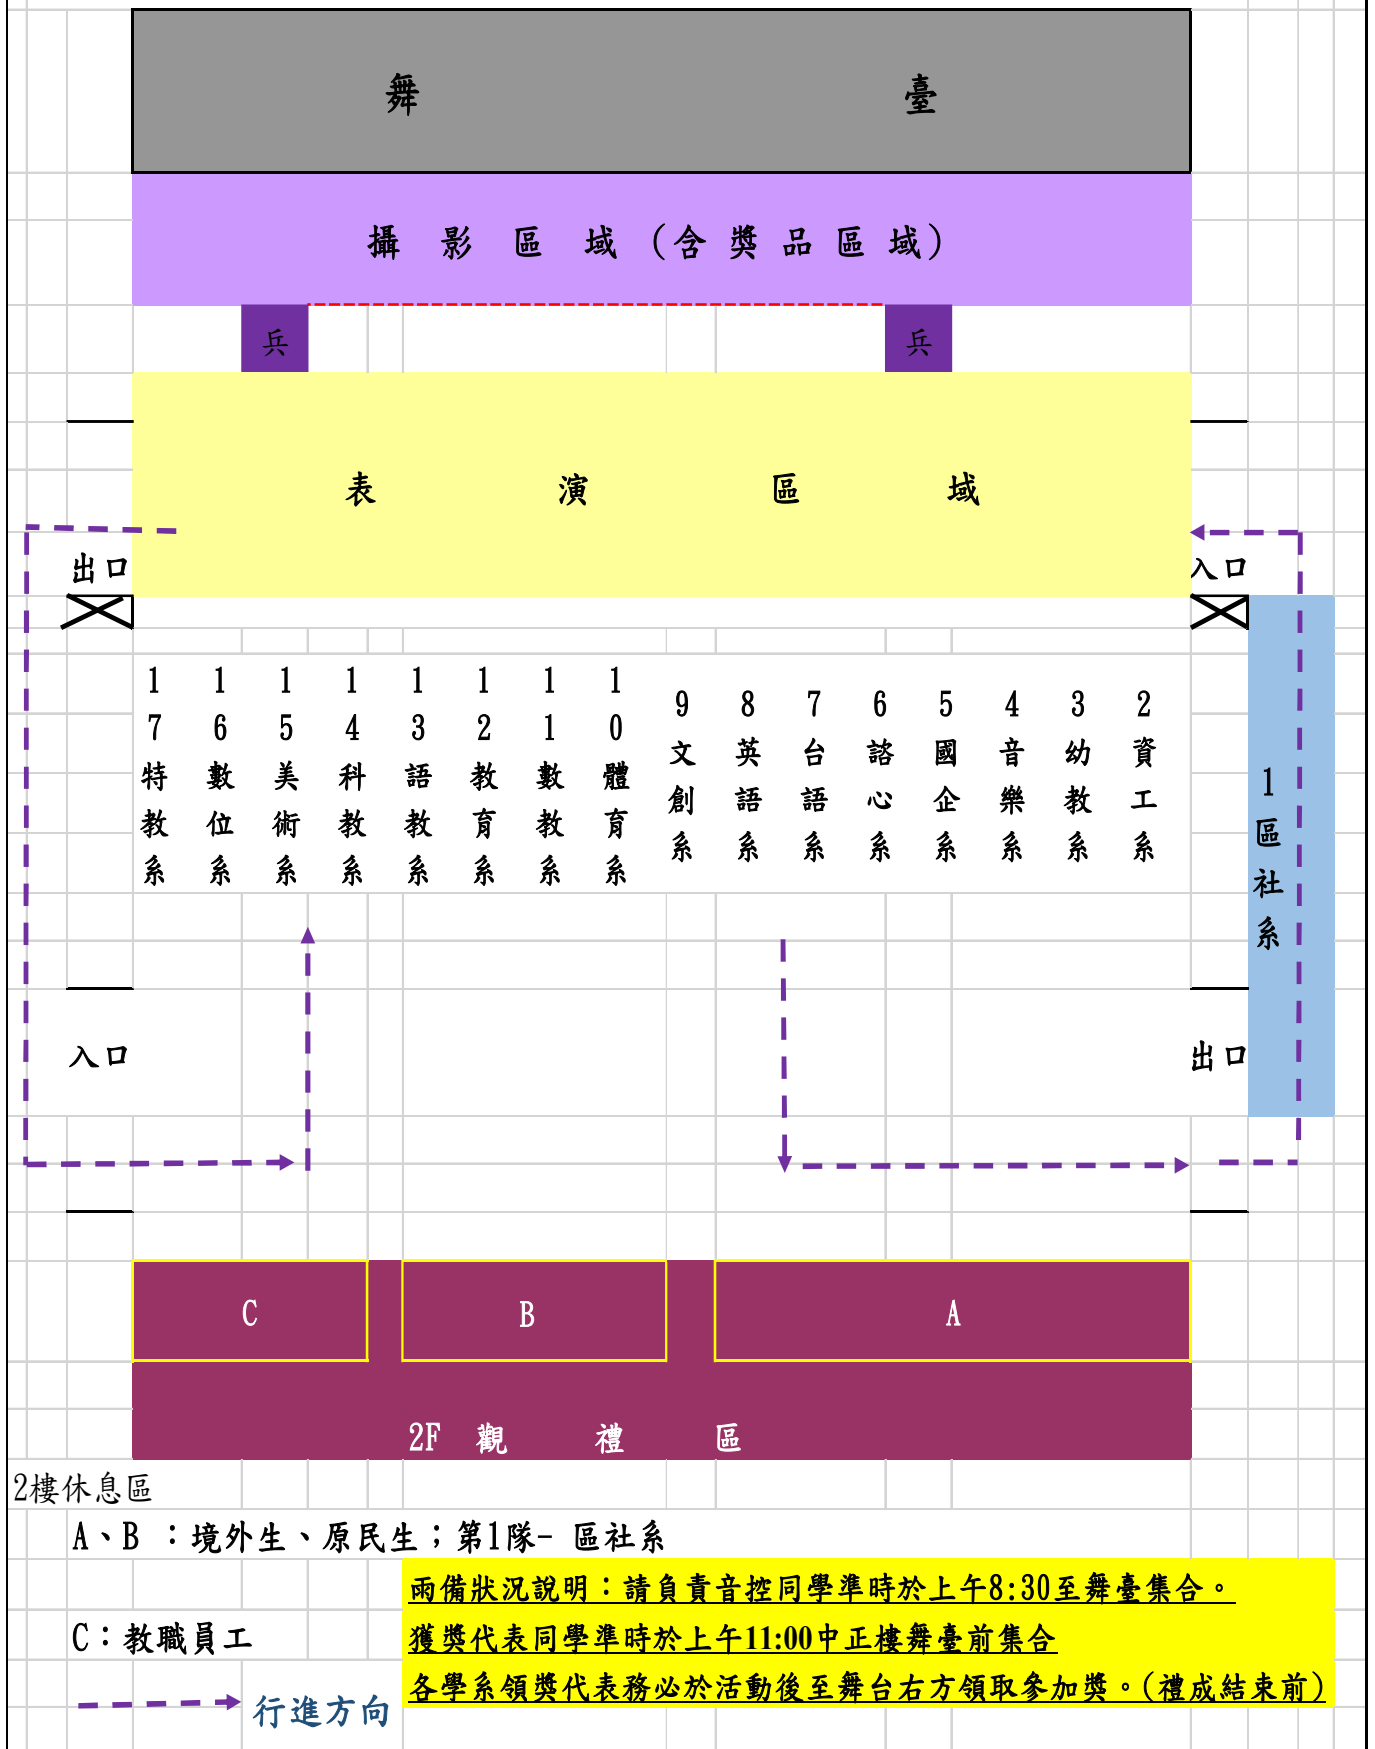 舞 臺
攝 影 區 域 (含 獎 品 區 域)
兵 兵
表 演 區 域
出口 入口
17特教系
16數位系
15美術系
14科教系
13語教系
12教育系
11數教系
10體育系
9文創系
8英語系
7台語系
6諮心系
5國企系
4音樂系
3幼教系
2資工系
1區社系
入口 出口
C B A
2F 觀 禮 區
2樓休息區
A、B :境外生、原民生；第1隊- 區社系
雨備狀況說明：請負責音控同學準時於上午8:30至舞臺集合。
C：教職員工
獲獎代表同學準時於上午11:00中正樓舞臺前集合
各學系領獎代表務必於活動後至舞台右方領取參加獎。(禮成結束前)
行進方向